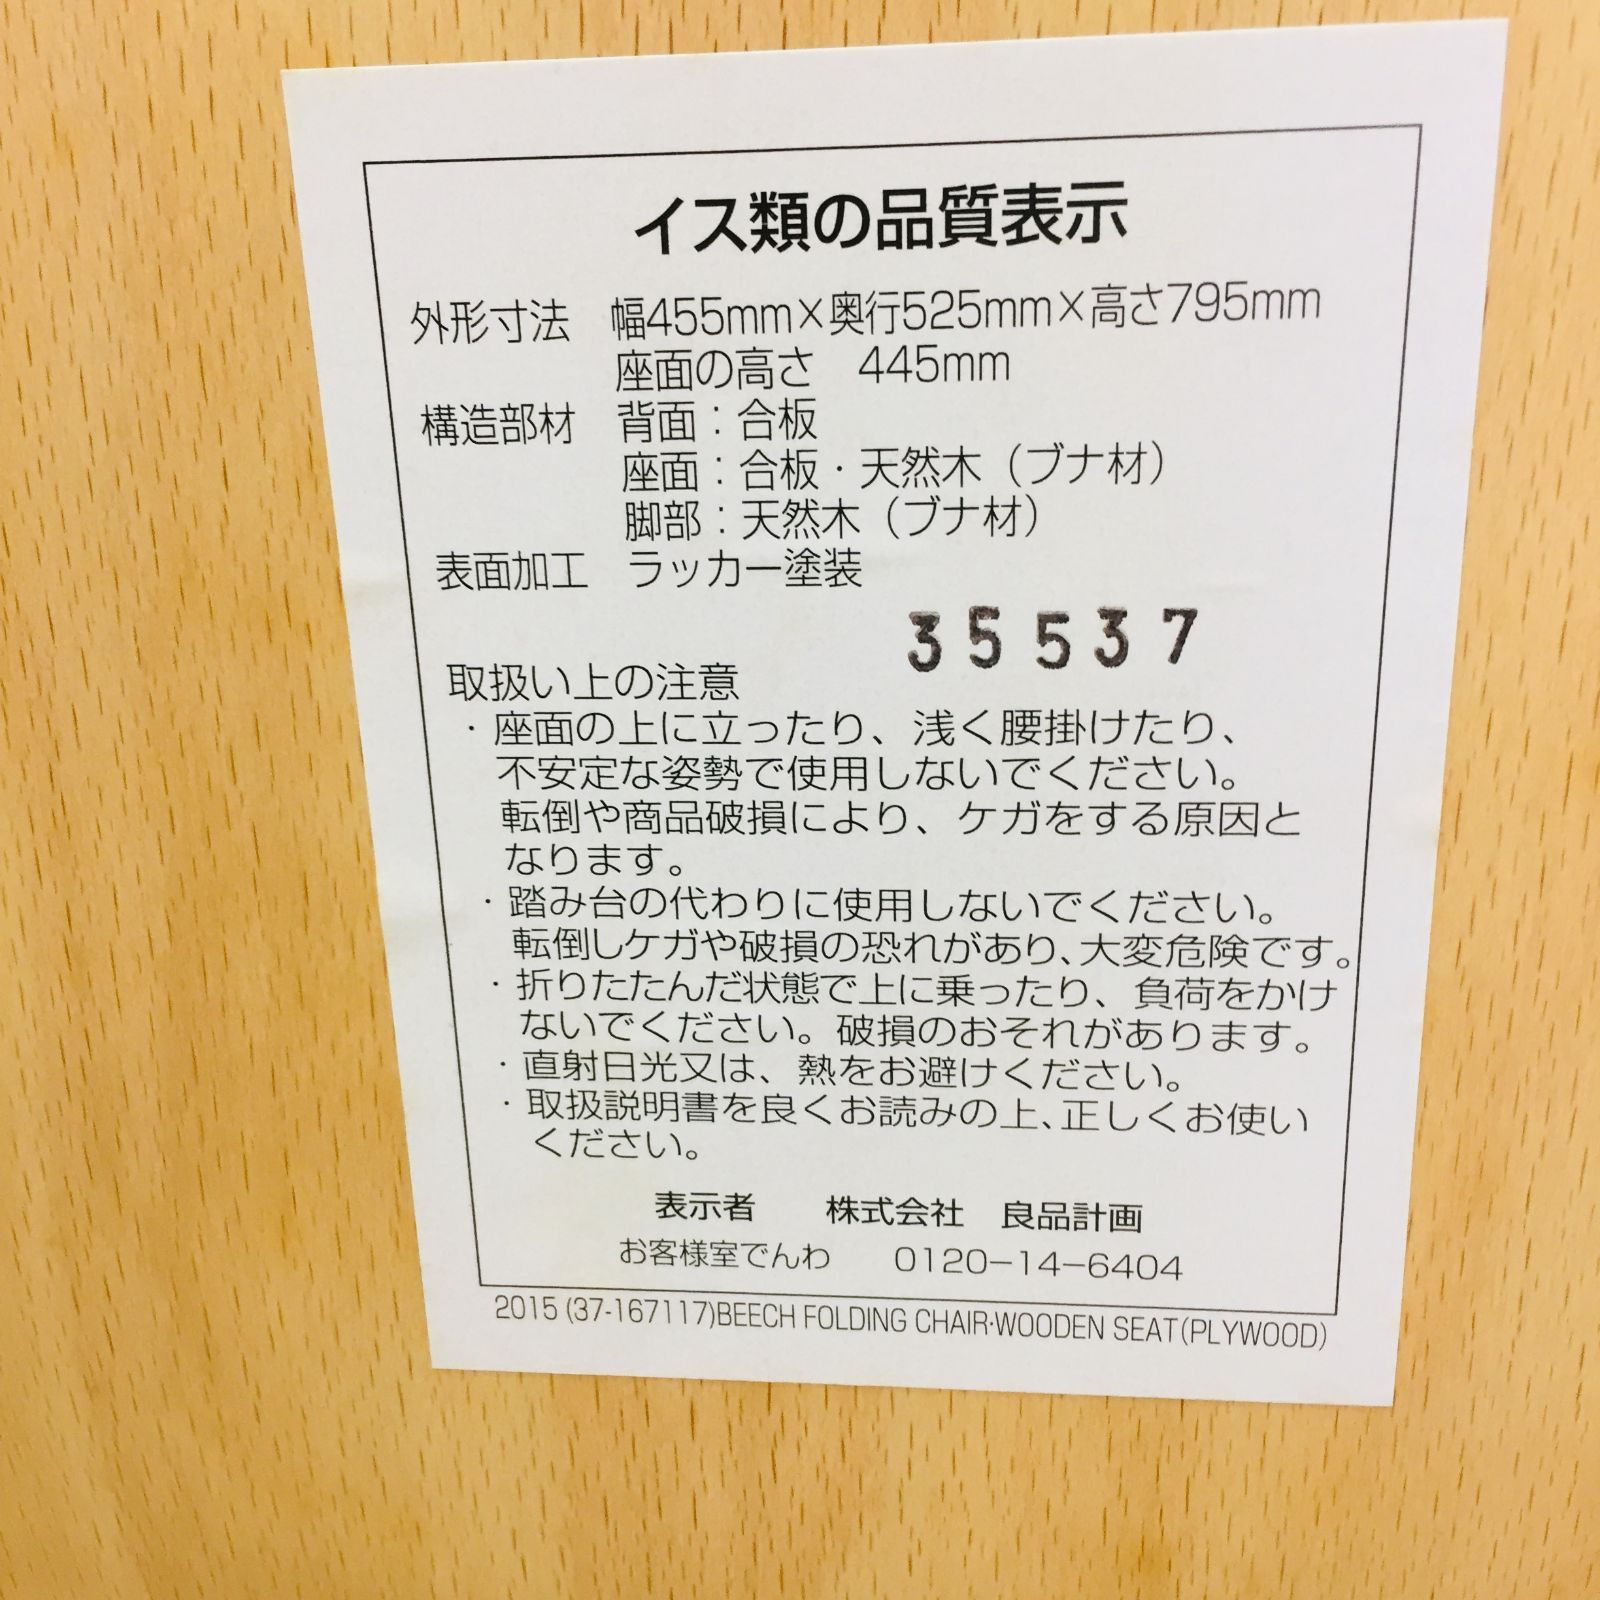 イス類の品質表示
外形寸法　幅455mm×奥行525mm×高さ795mm
座面の高さ　445mm
構造部材　背面：合板
座面：合板・天然木（ブナ材）
脚部：天然木（ブナ材）
表面加工　ラッカー塗装
35537
取扱い上の注意
・座面の上に立ったり、浅く腰掛けたり、
不安定な姿勢で使用しないでください。
転倒や商品破損により、ケガをする原因と
なります。
・踏み台の代わりに使用しないでください。
転倒しケガや破損の恐れがあり、大変危険です。
・折りたたんだ状態で上に乗ったり、負荷をかけ
ないでください。破損のおそれがあります。
・直射日光又は、熱をお避けください。
・取扱説明書を良くお読みの上、正しくお使い
ください。
表示者　株式会社　良品計画
お客様室でんわ　0120-14-6404
2015 (37-167117)BEECH FOLDING CHAIR･WOODEN SEAT(PLYWOOD)